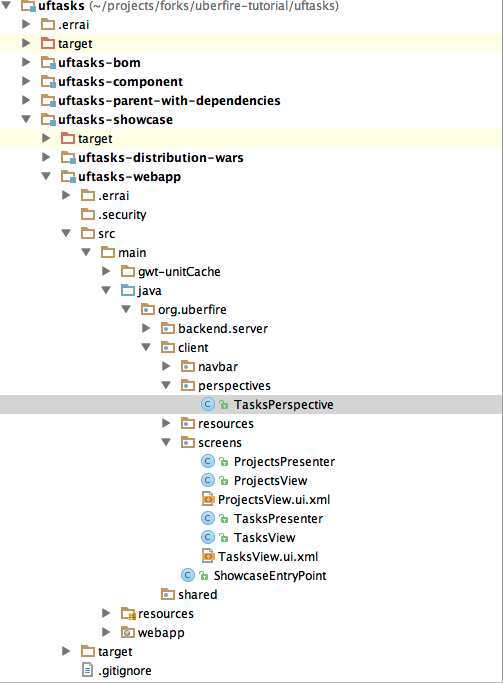 uftasks (~/projects/forks/uberfire-tutorial/uftasks)
.errai
target
uftasks-bom
uftasks-component
uftasks-parent-with-dependencies
uftasks-showcase
target
uftasks-distribution-wars
uftasks-webapp
.errai
.security
src
main
gwt-unitCache
java
org.uberfire
backend.server
client
navbar
perspectives
TasksPerspective
resources
screens
ProjectsPresenter
ProjectsView
ProjectsView.ui.xml
TasksPresenter
TasksView
TasksView.ui.xml
ShowcaseEntryPoint
shared
resources
webapp
target
.gitignore